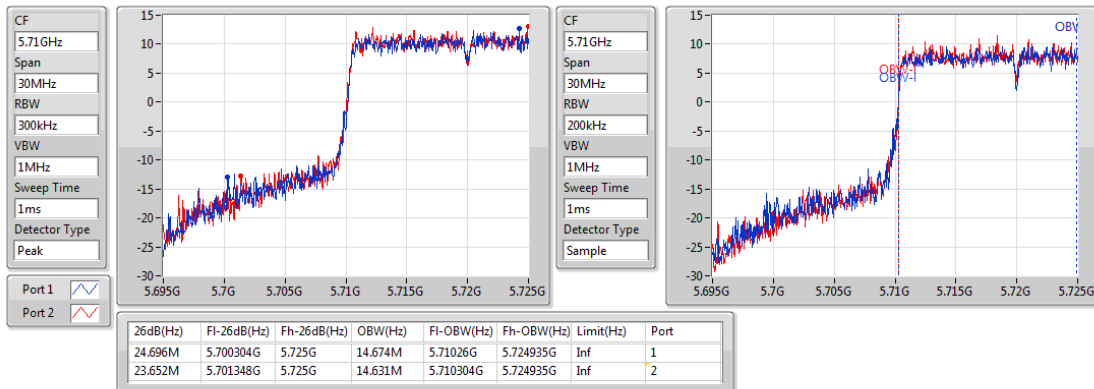 CF
5.71GHz
Span
30MHz
RBW
300kHz
VBW
1MHz
Sweep Time
1ms
Detector Type
Peak
Port 1
Port 2
15
10
5
0
-5
-10
-15
-20
-25
-30
5.695G 5.7G 5.705G 5.71G 5.715G 5.72G 5.725G
CF
5.71GHz
Span
30MHz
RBW
200kHz
VBW
1MHz
Sweep Time
1ms
Detector Type
Sample
15
10
5
0
-5
-10
-15
-20
-25
-30
OBW-l
OBW-l
5.695G 5.7G 5.705G 5.71G 5.715G 5.72G 5.725G
26dB(Hz) Fl-26dB(Hz) Fh-26dB(Hz) OBW(Hz) Fl-OBW(Hz) Fh-OBW(Hz) Limit(Hz) Port
24.696M 5.700304G 5.725G 14.674M 5.71026G 5.724935G Inf 1
23.652M 5.701348G 5.725G 14.631M 5.710304G 5.724935G Inf 2